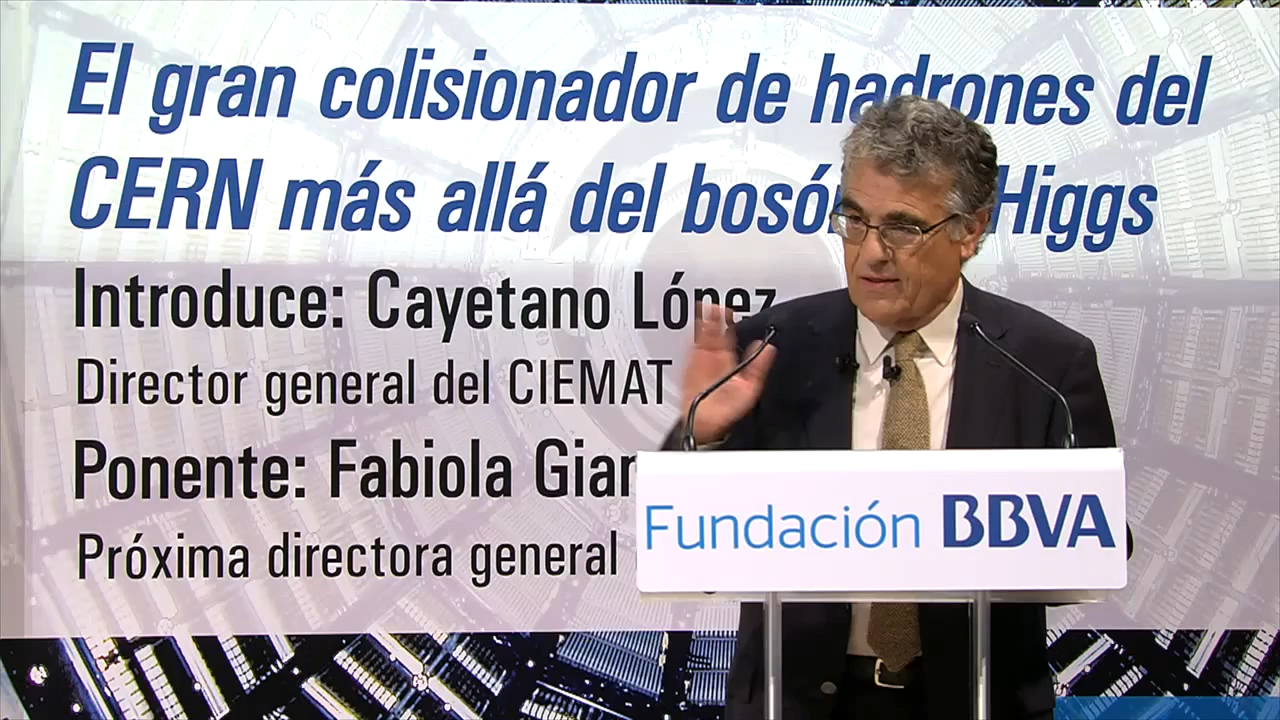 El gran colisionador de hadrones del
CERN más allá del Higgs
Introduce: Cayetano López
Director general del CIEMAT
Ponente: Fabiola
Próxima directora general
Fundación BBVA